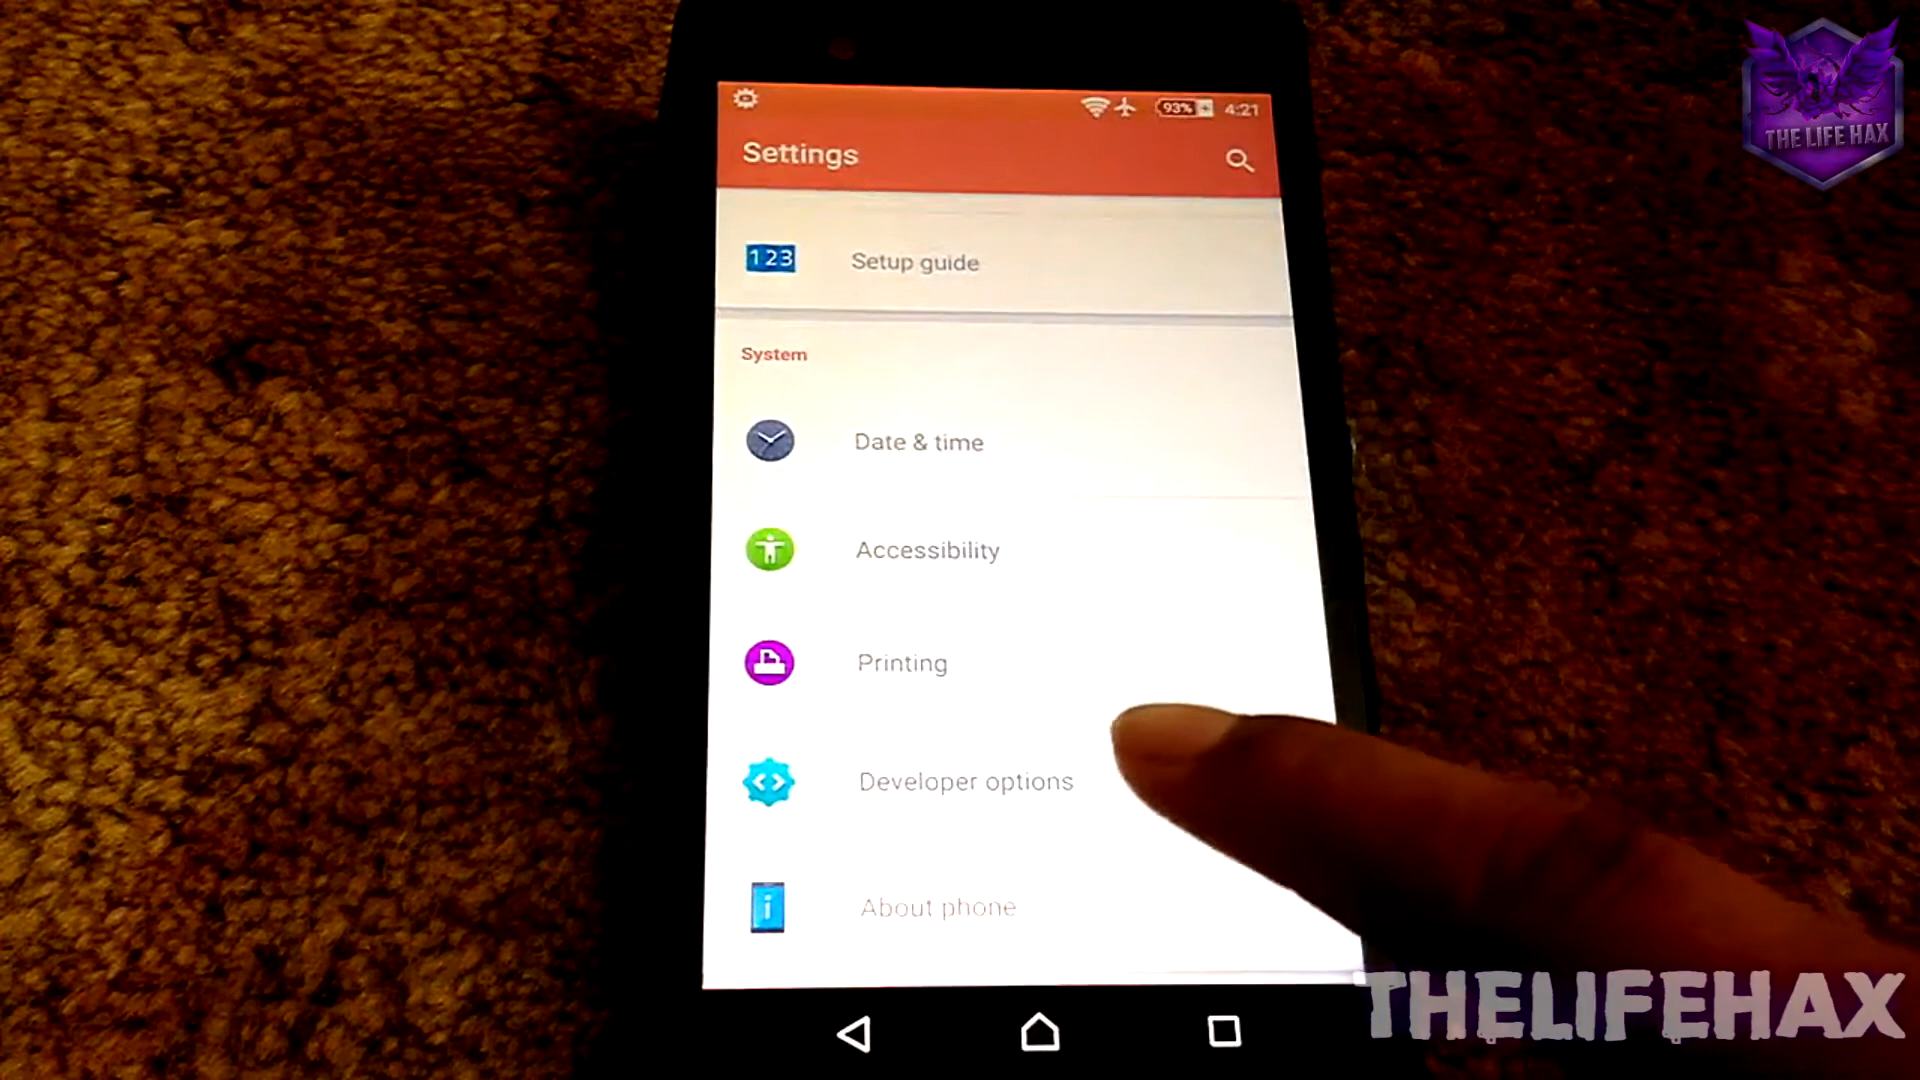 THE LIFE HAX
93%
4:21
Settings
123
Setup guide
System
Date & time
Accessibility
Printing
Developer options
About phone
THELIFEHAX